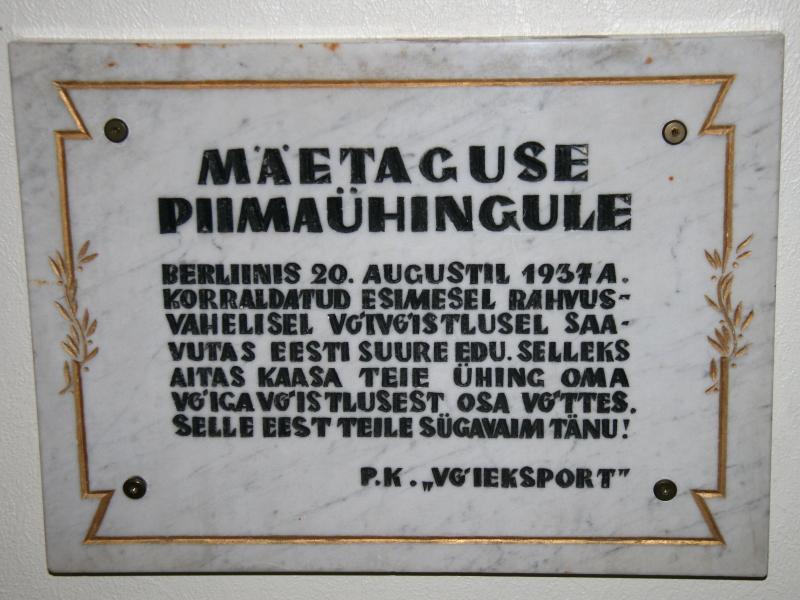 MÄETAGUSE
PIIMAÜHINGULE
BERLIINIS 20. AUGUSTIL 1937 A.
KORRALDATUD ESIMESEL RAHVUS-
VAHELISEL VÕIVÕISTLUSEL SAA-
VUTAS EESTI SUURE EDU. SELLEKS
AITAS KAASA TEIE ÜHING OMA
VÕIGA VÕISTLUSEST OSA VÕTTES.
SELLE EEST TEILE SÜGAVAIM TÄNU!
P.K. „VÕIEKSPORT"